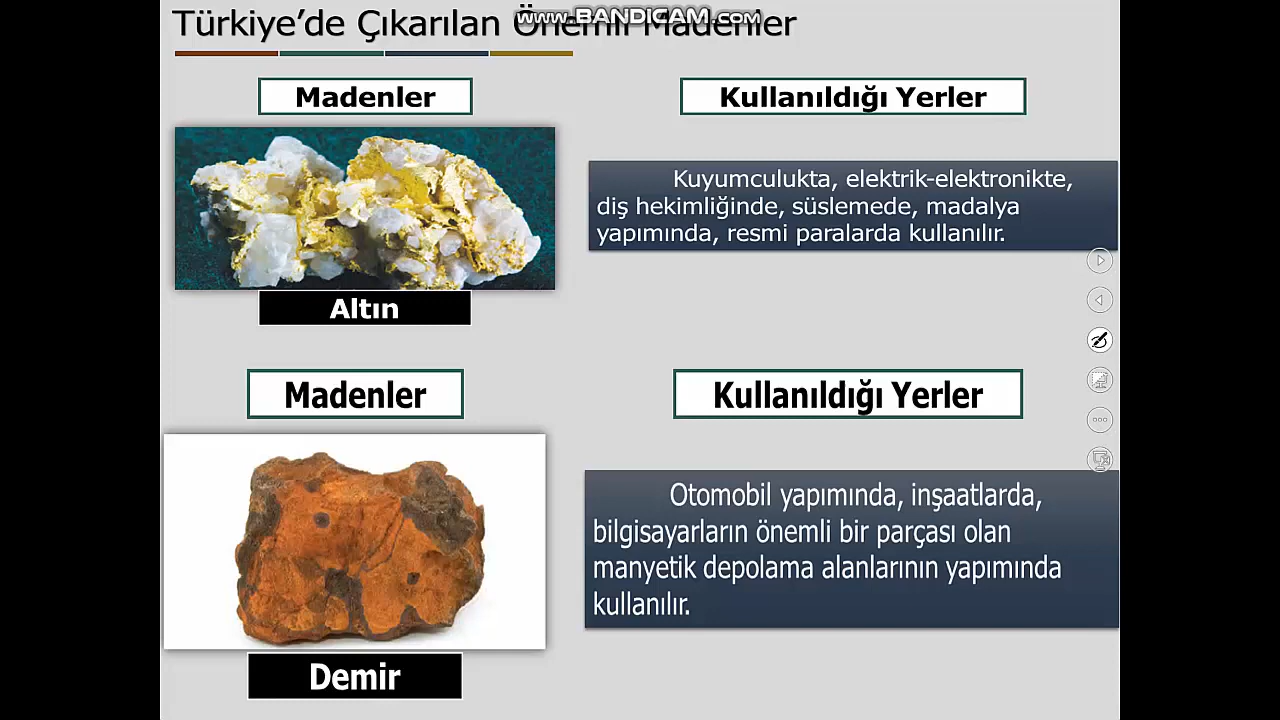 www.BANDICAM.com
Türkiye’de Çıkarılan Önemli Madenler
Madenler
Kullanıldığı Yerler
Kuyumculukta, elektrik-elektronikte,
diş hekimliğinde, süslemede, madalya
yapımında, resmi paralarda kullanılır.
Altın
Madenler
Kullanıldığı Yerler
Otomobil yapımında, inşaatlarda,
bilgisayarların önemli bir parçası olan
manyetik depolama alanlarının yapımında
kullanılır.
Demir